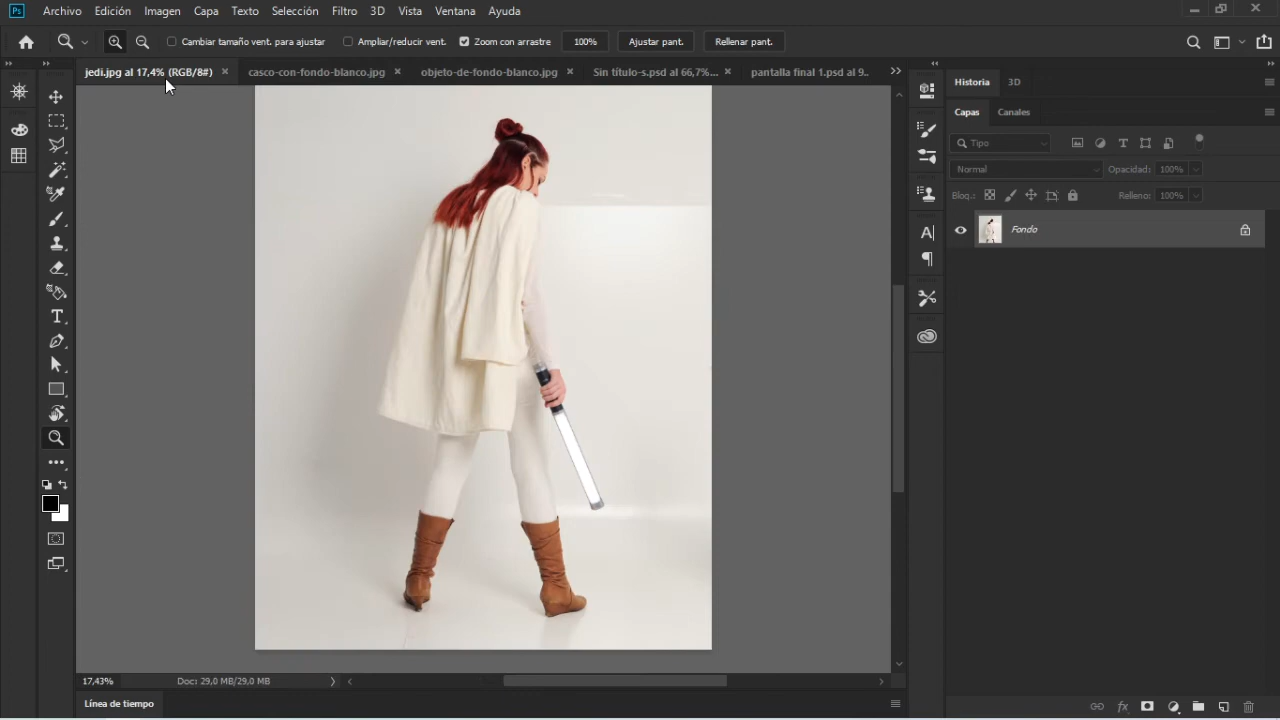 Ps Archivo Edición Imagen Capa Texto Selección Filtro 3D Vista Ventana Ayuda
Cambiar tamaño vent. para ajustar Ampliar/reducir vent. Zoom con arrastre 100% Ajustar pant. Rellenar pant.
jedi.jpg al 17,4% (RGB/8#) casco-con-fondo-blanco.jpg objeto-de-fondo-blanco.jpg Sin título-s.psd al 66,7%... pantalla final 1.psd al 9..
Historia 3D
Capas Canales
Tipo
Normal Opacidad: 100%
Bloq.: Relleno: 100%
Fondo
17,43% Doc: 29,0 MB/29,0 MB
Línea de tiempo